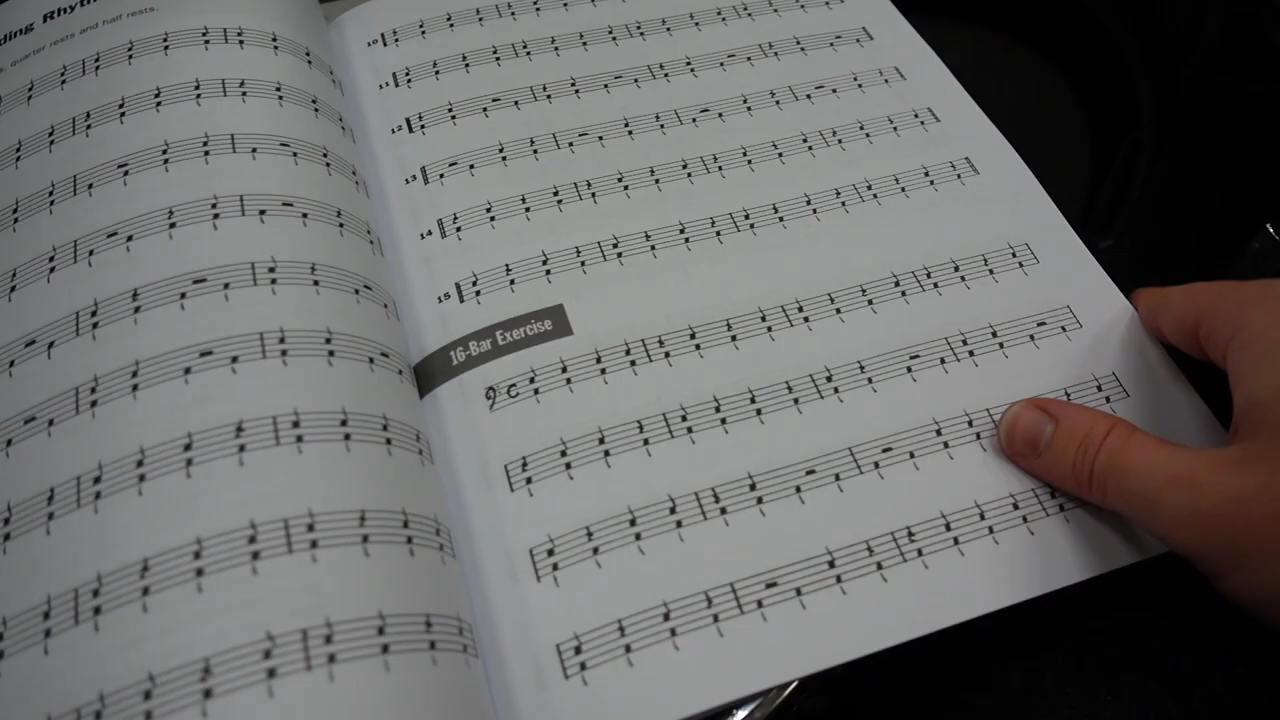 ding Rhyth
s, quarter rests and half rests.
10
11
12
13
14
15
16-Bar Exercise